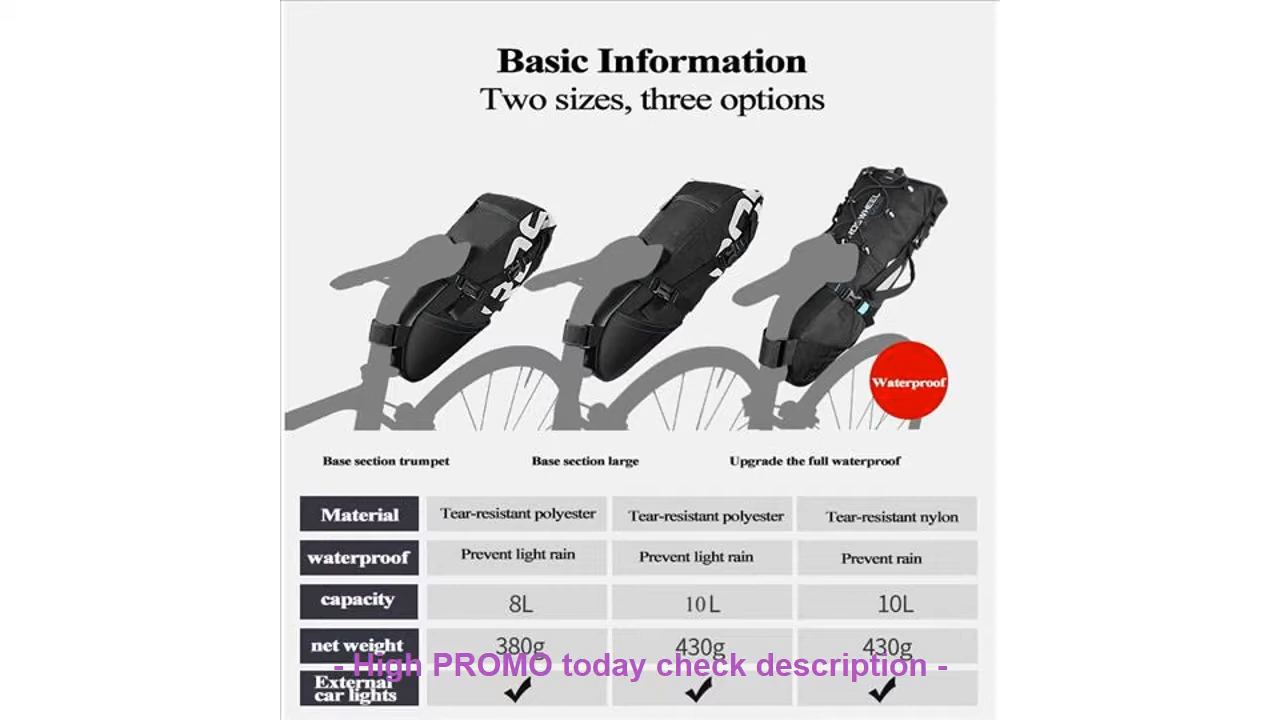 Basic Information
Two sizes, three options
ROSWHEEL
Waterproof
Base section trumpet
Base section large
Upgrade the full waterproof
Material
Tear-resistant polyester
Tear-resistant polyester
Tear-resistant nylon
waterproof
Prevent light rain
Prevent light rain
Prevent rain
capacity
8L
10L
10L
net weight
380g
430g
430g
- High PROMO today check description -
External
car lights